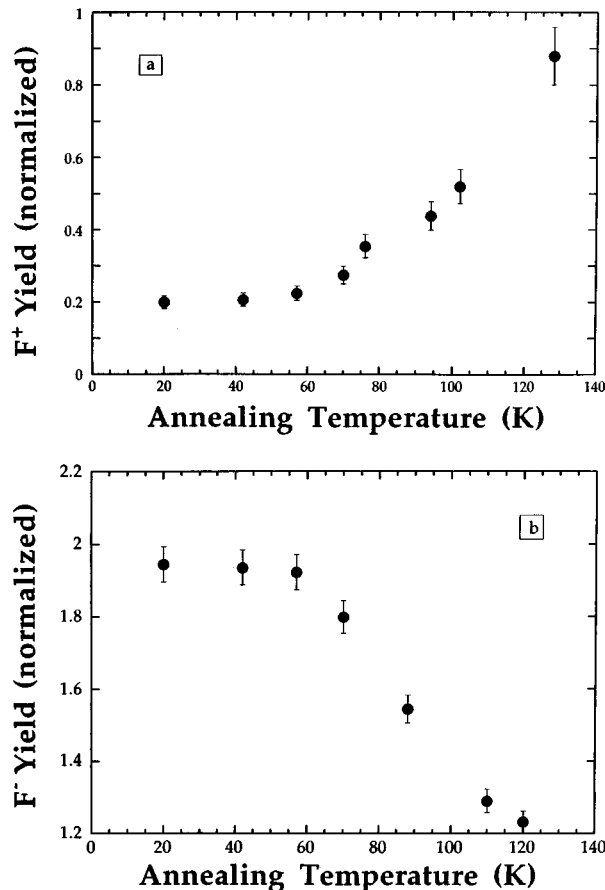 1
0.8
0.6
0.4
0.2
0
F⁺ Yield (normalized)
a
0 20 40 60 80 100 120 140
Annealing Temperature (K)
2.2
2
1.8
1.6
1.4
1.2
F⁻ Yield (normalized)
b
0 20 40 60 80 100 120 140
Annealing Temperature (K)